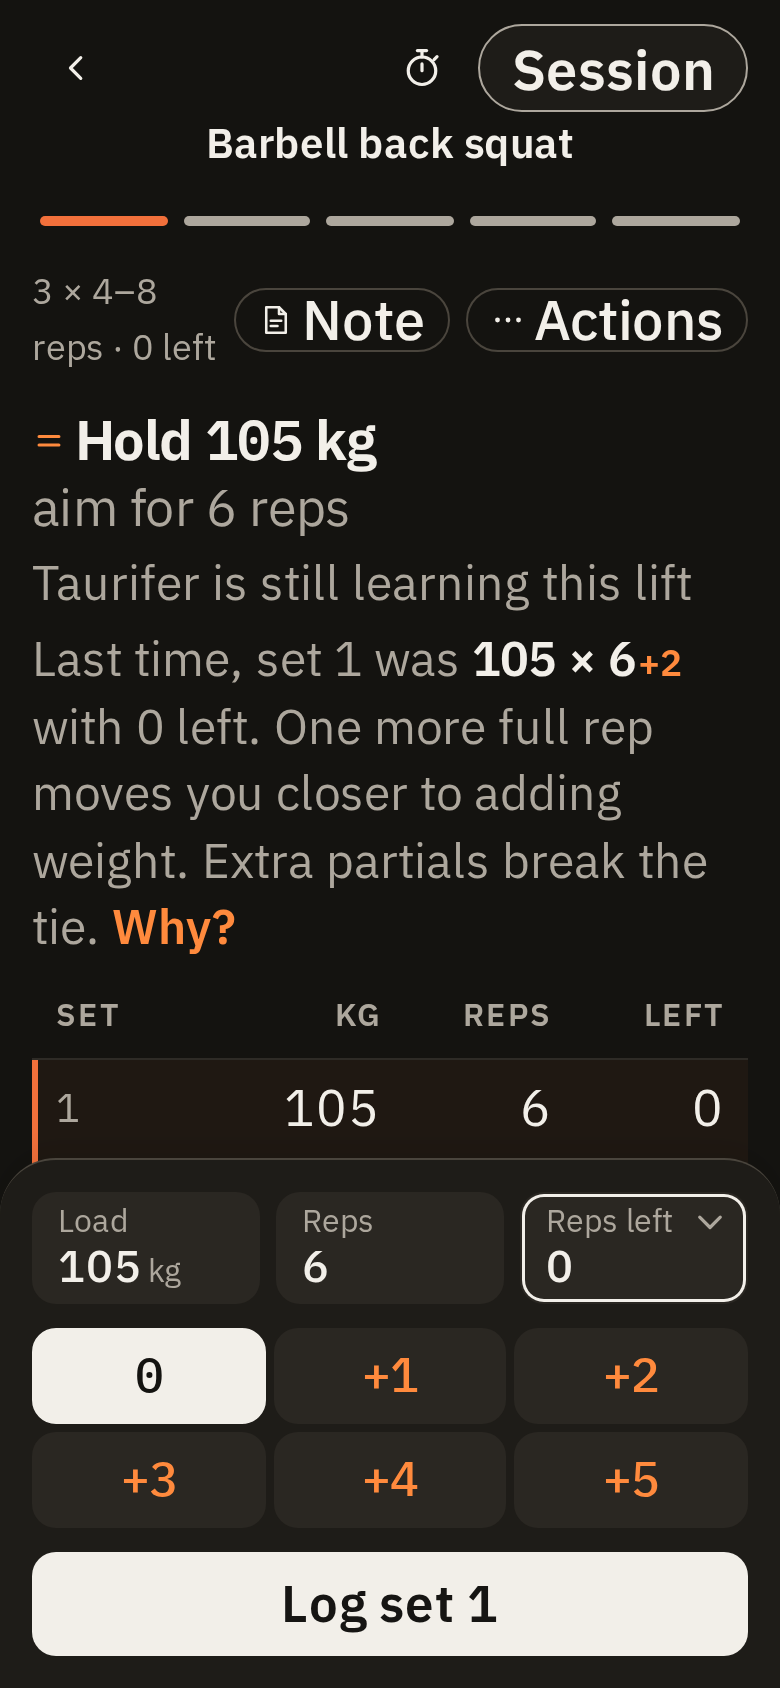 Session
Barbell back squat
3 × 4–8
reps · 0 left
Note
Actions
= Hold 105 kg
aim for 6 reps
Taurifer is still learning this lift
Last time, set 1 was 105 × 6+2
with 0 left. One more full rep
moves you closer to adding
weight. Extra partials break the
tie. Why?
SET KG REPS LEFT
1 105 6 0
Load Reps Reps left
105 kg 6 0
0 +1 +2
+3 +4 +5
Log set 1